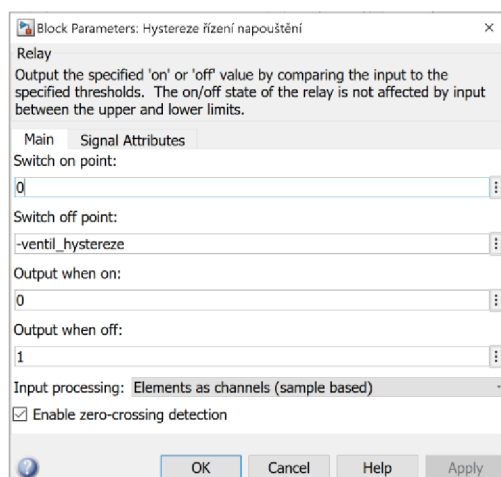 Block Parameters: Hystereze řízení napouštění
Relay
Output the specified 'on' or 'off' value by comparing the input to the
specified thresholds. The on/off state of the relay is not affected by input
between the upper and lower limits.
Main Signal Attributes
Switch on point:
0
Switch off point:
-ventil_hystereze
Output when on:
0
Output when off:
1
Input processing: Elements as channels (sample based)
Enable zero-crossing detection
OK Cancel Help Apply